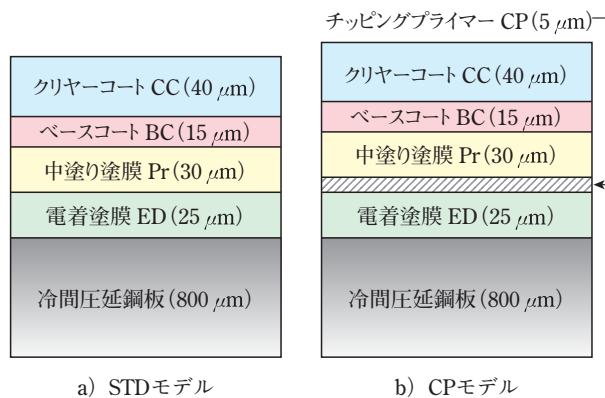 チッピングプライマー CP（5 μm）
クリヤーコート CC（40 μm）
ベースコート BC（15 μm）
中塗り塗膜 Pr（30 μm）
電着塗膜 ED（25 μm）
冷間圧延鋼板（800 μm）
a）STDモデル
クリヤーコート CC（40 μm）
ベースコート BC（15 μm）
中塗り塗膜 Pr（30 μm）
電着塗膜 ED（25 μm）
冷間圧延鋼板（800 μm）
b）CPモデル